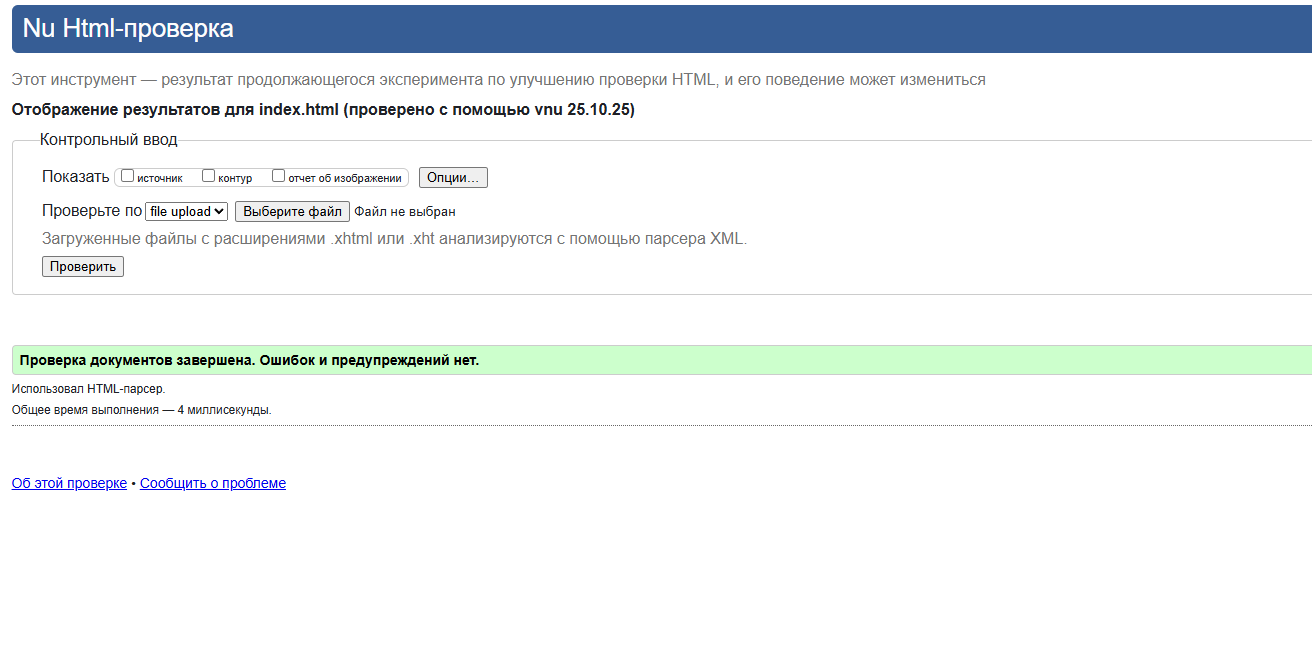 Nu Html-проверка
Этот инструмент — результат продолжающегося эксперимента по улучшению проверки HTML, и его поведение может измениться
Отображение результатов для index.html (проверено с помощью vnu 25.10.25)
Контрольный ввод
Показать источник контур отчет об изображении Опции...
Проверьте по file upload Выберите файл Файл не выбран
Загруженные файлы с расширениями .xhtml или .xht анализируются с помощью парсера XML.
Проверить
Проверка документов завершена. Ошибок и предупреждений нет.
Использовал HTML-парсер.
Общее время выполнения — 4 миллисекунды.
Об этой проверке • Сообщить о проблеме